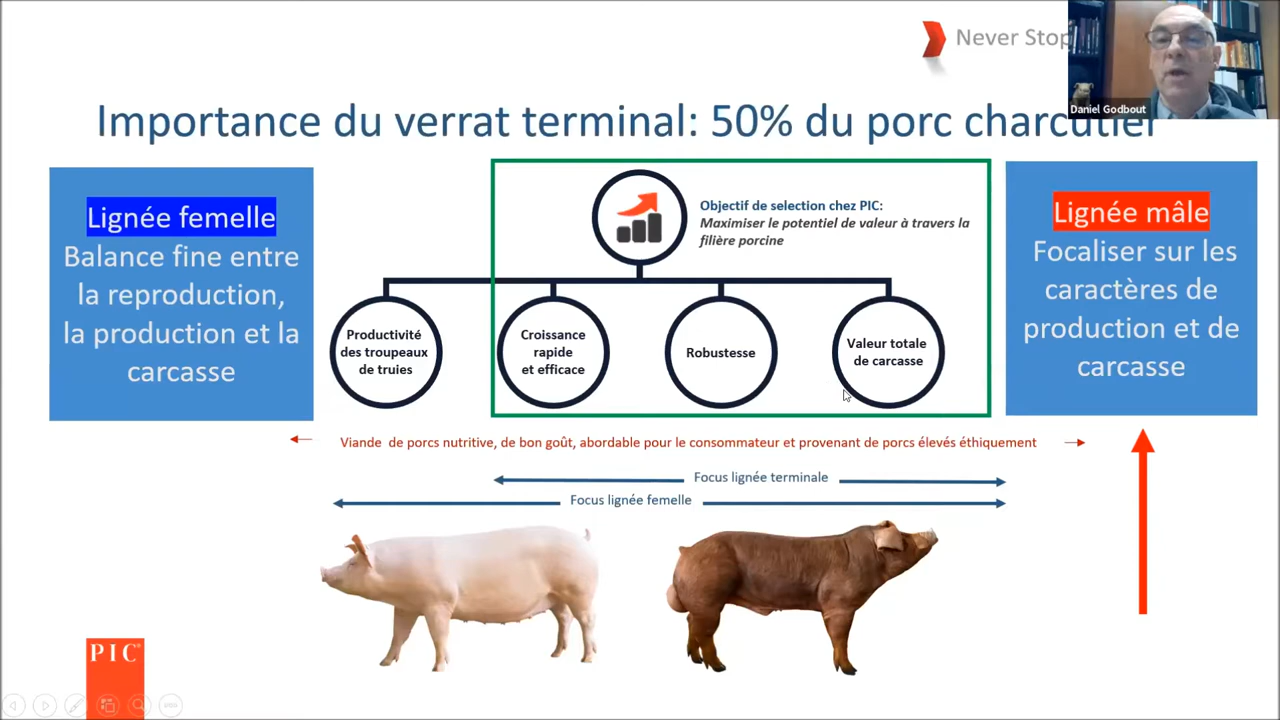 Never Stop
Daniel Godbout
Importance du verrat terminal: 50% du porc charcutier
Lignée femelle
Balance fine entre
la reproduction,
la production et la
carcasse
Objectif de selection chez PIC:
Maximiser le potentiel de valeur à travers la
filière porcine
Productivité
des troupeaux
de truies
Croissance
rapide
et efficace
Robustesse
Valeur totale
de carcasse
Lignée mâle
Focaliser sur les
caractères de
production et de
carcasse
Viande de porcs nutritive, de bon goût, abordable pour le consommateur et provenant de porcs élevés éthiquement
Focus lignée terminale
Focus lignée femelle
PIC®